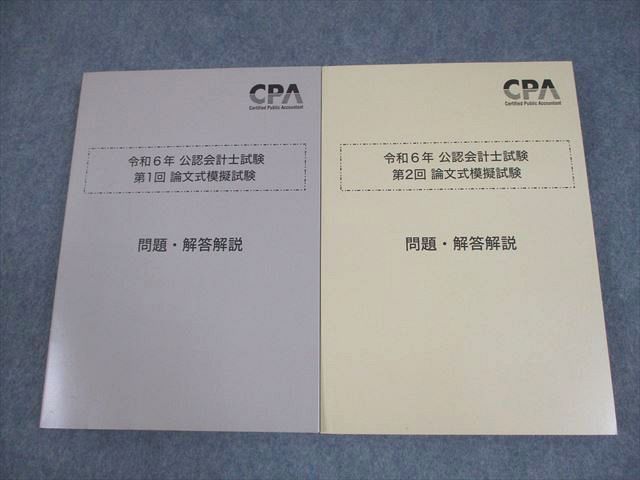 CPA
Certified Public Accountant
令和6年 公認会計士試験
第1回 論文式模擬試験
問題・解答解説
CPA
Certified Public Accountant
令和6年 公認会計士試験
第2回 論文式模擬試験
問題・解答解説